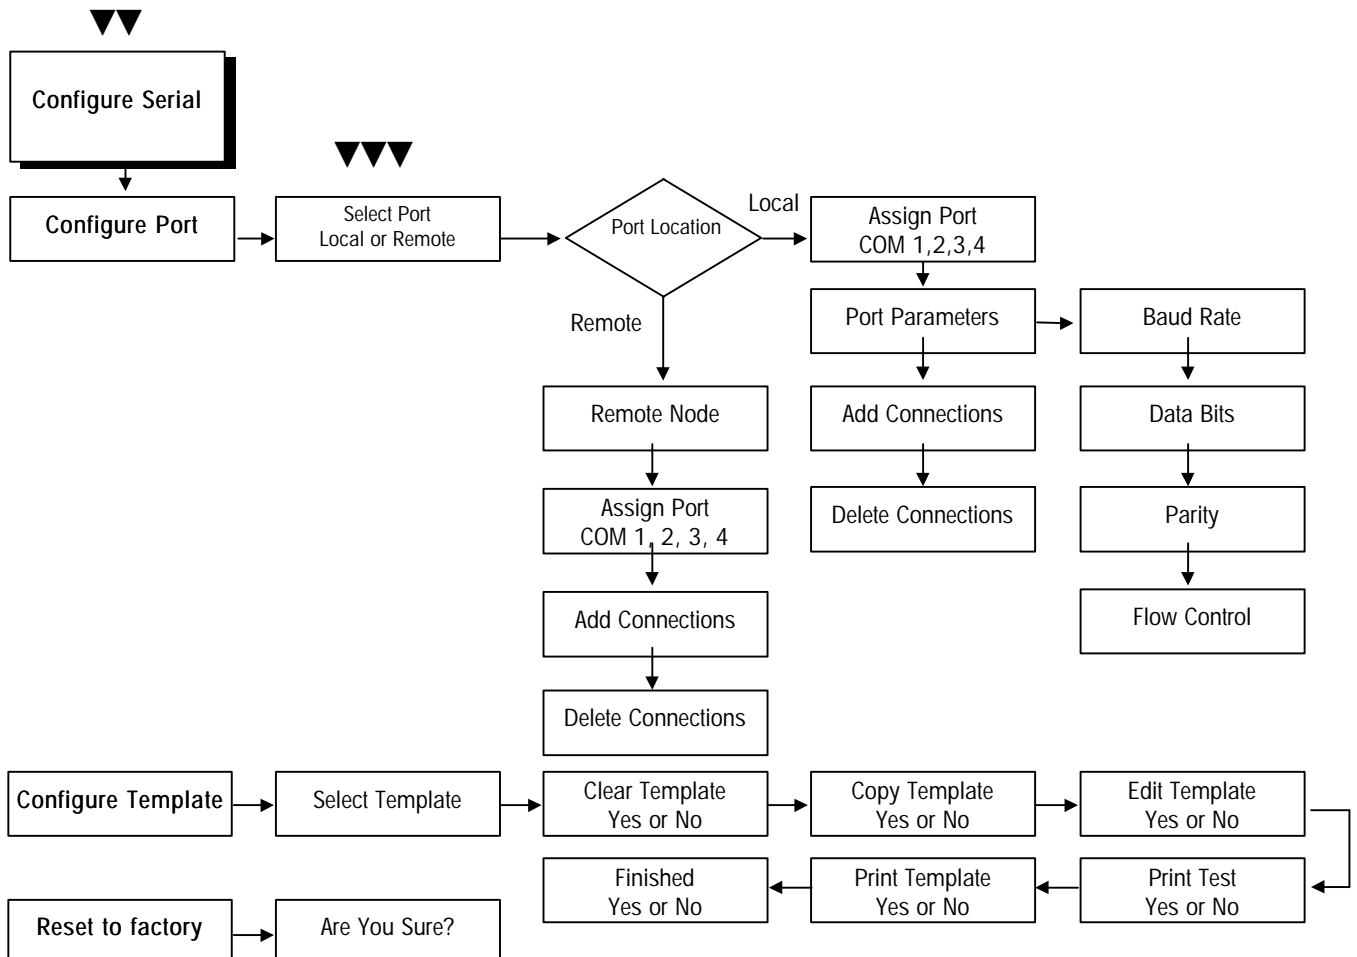 Configure Serial
Configure Port
Select Port
Local or Remote
Port Location
Local
Assign Port
COM 1,2,3,4
Remote
Port Parameters
Baud Rate
Remote Node
Add Connections
Data Bits
Assign Port
COM 1, 2, 3, 4
Delete Connections
Parity
Add Connections
Flow Control
Delete Connections
Configure Template
Select Template
Clear Template
Yes or No
Copy Template
Yes or No
Edit Template
Yes or No
Finished
Yes or No
Print Template
Yes or No
Print Test
Yes or No
Reset to factory
Are You Sure?